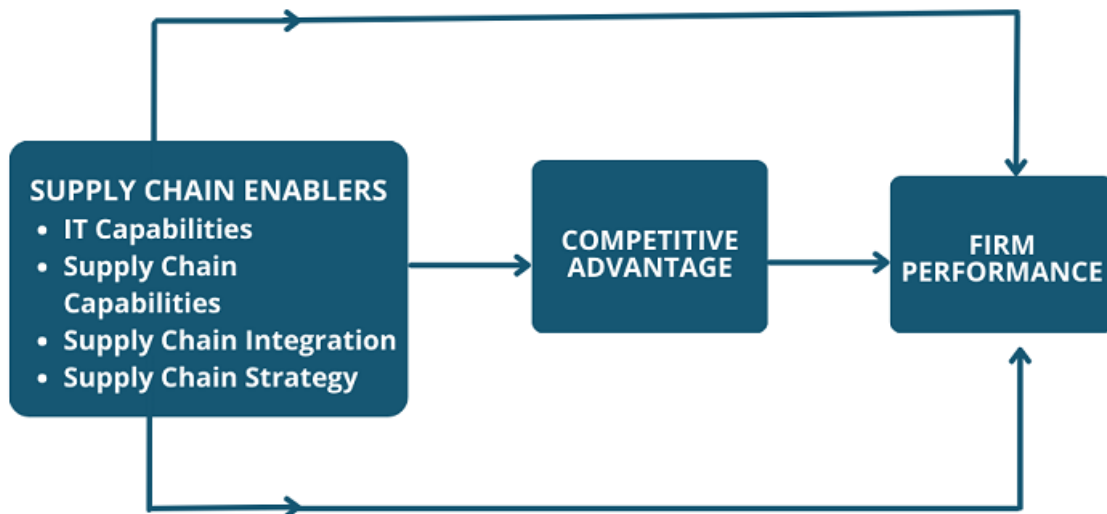 SUPPLY CHAIN ENABLERS
• IT Capabilities
• Supply Chain
Capabilities
• Supply Chain Integration
• Supply Chain Strategy
COMPETITIVE
ADVANTAGE
FIRM
PERFORMANCE